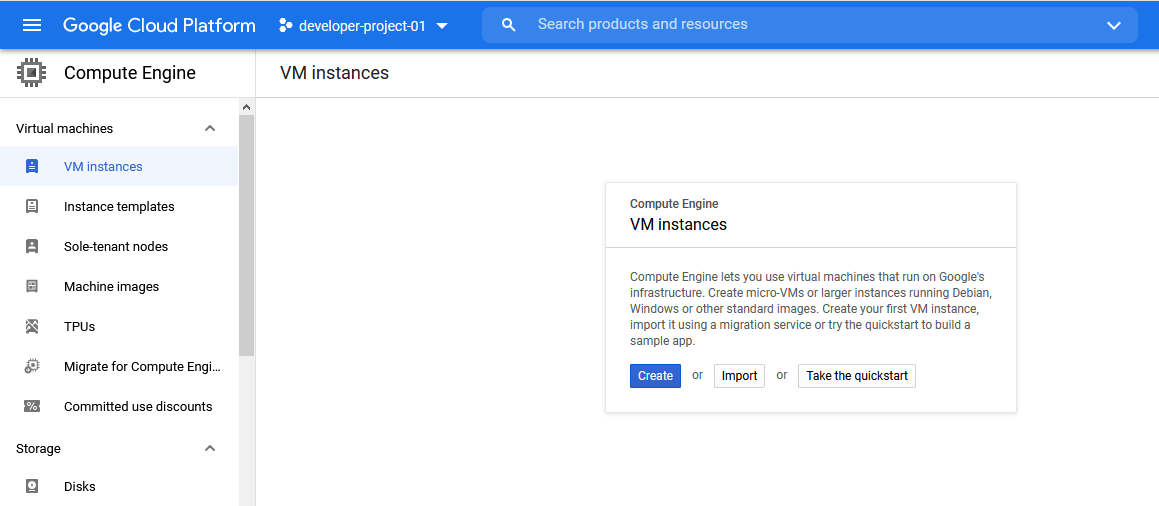 Google Cloud Platform
developer-project-01
Search products and resources
Compute Engine
VM instances
Virtual machines
VM instances
Instance templates
Sole-tenant nodes
Machine images
TPUs
Migrate for Compute Engi...
Committed use discounts
Storage
Disks
Compute Engine
VM instances
Compute Engine lets you use virtual machines that run on Google's
infrastructure. Create micro-VMs or larger instances running Debian,
Windows or other standard images. Create your first VM instance,
import it using a migration service or try the quickstart to build a
sample app.
Create or Import or Take the quickstart